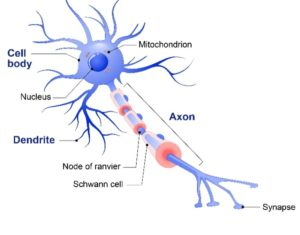 Cell
body
Mitochondrion
Nucleus
Axon
Dendrite
Node of ranvier
Schwann cell
Synapse